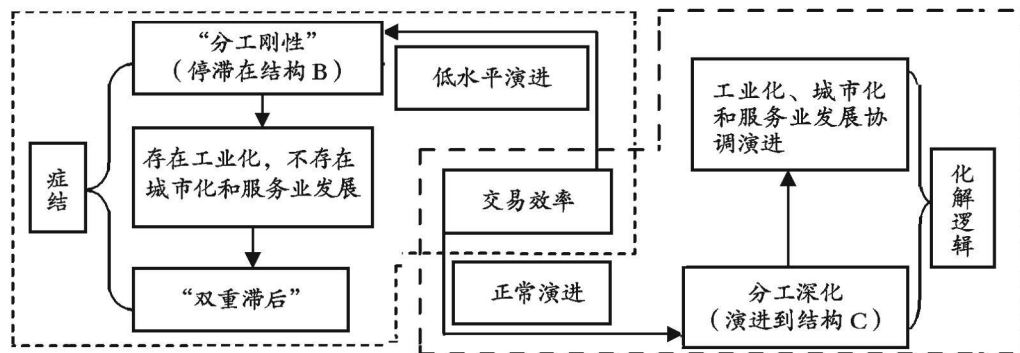 “分工刚性”
（停滞在结构 B）
低水平演进
存在工业化，不存在
城市化和服务业发展
症
结
“双重滞后”
交易效率
正常演进
工业化、城市化
和服务业发展协
调演进
分工深化
（演进到结构 C）
化
解
逻
辑